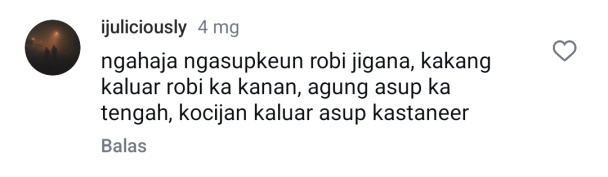 ijuliciously 4 mg
ngahaja ngasupkeun robi jigana, kakang
kaluar robi ka kanan, agung asup ka
tengah, kocijan kaluar asup kastaneer
Balas